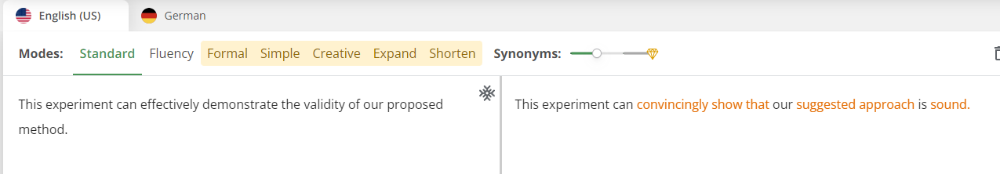 English (US) German
Modes: Standard Fluency Formal Simple Creative Expand Shorten Synonyms:
This experiment can effectively demonstrate the validity of our proposed
method.
This experiment can convincingly show that our suggested approach is sound.